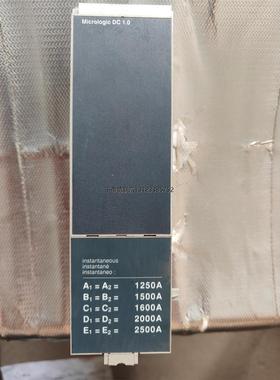 Micrologic DC 1.0
instantaneous
instantané
instantaneo :
A1 = A2 = 1250A
B1 = B2 = 1500A
C1 = C2 = 1600A
D1 = D2 = 2000A
E1 = E2 = 2500A